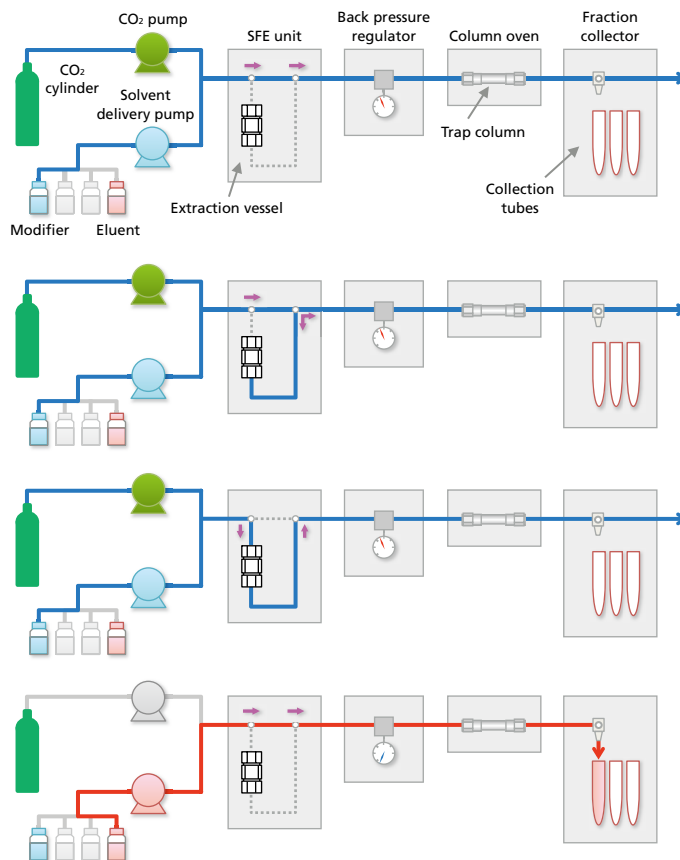 CO₂ pump
SFE unit
Back pressure
regulator
Column oven
Fraction
collector
CO₂
cylinder
Solvent
delivery pump
Trap column
Extraction vessel
Collection
tubes
Modifier
Eluent